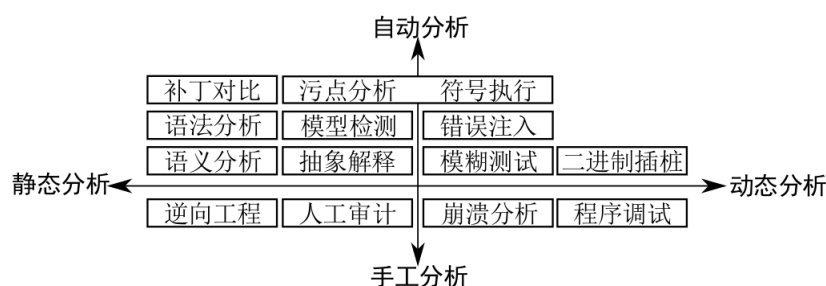 自动分析
补丁对比 污点分析 符号执行
语法分析 模型检测 错误注入
语义分析 抽象解释 模糊测试 二进制插桩
静态分析 动态分析
逆向工程 人工审计 崩溃分析 程序调试
手工分析